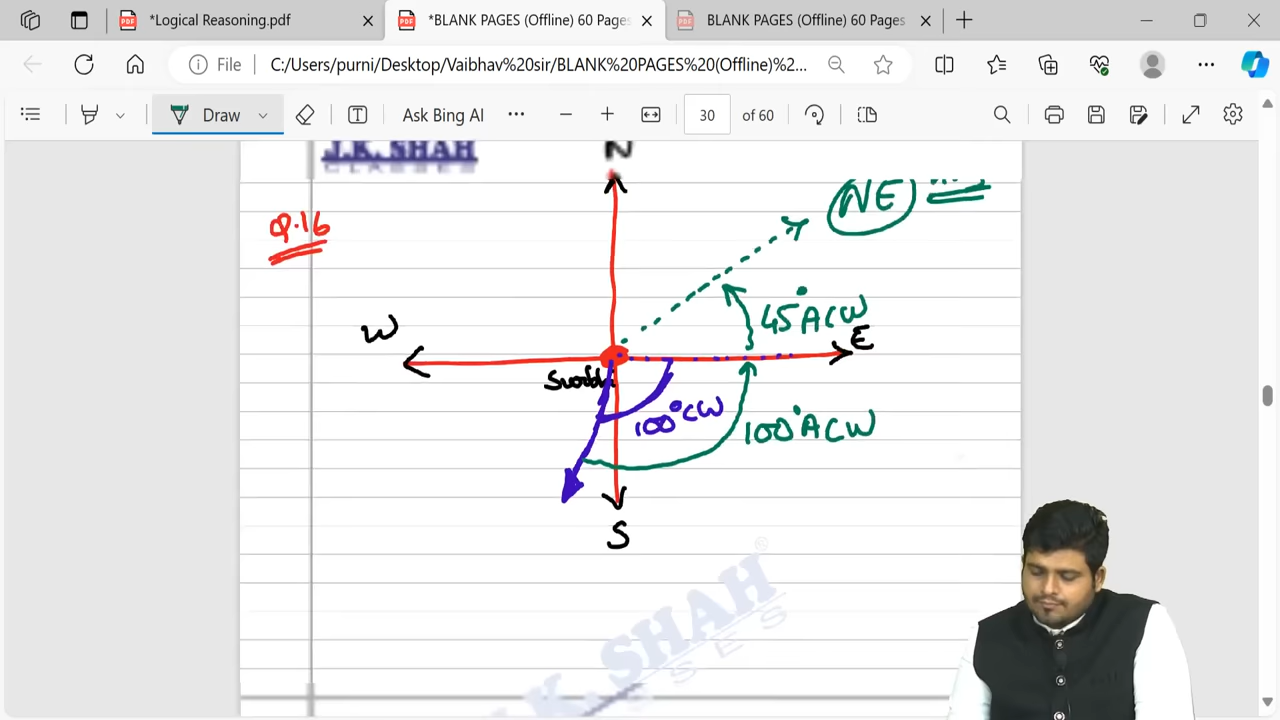 *Logical Reasoning.pdf
*BLANK PAGES (Offline) 60 Pages
BLANK PAGES (Offline) 60 Pages
File
C:/Users/purni/Desktop/Vaibhav%20sir/BLANK%20PAGES%20(Offline)%2...
Draw
Ask Bing AI
30
of 60
J.K. SHAH
CLASSES
N
NE
Q.16
45° ACW
W
E
100° CW
100° ACW
S
J.K. SHAH®